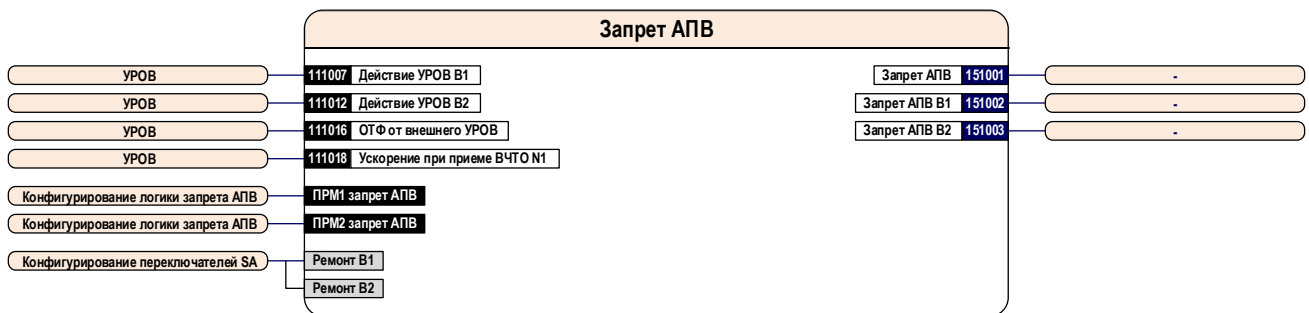 Запрет АПВ
УРОВ 111007 Действие УРОВ В1 Запрет АПВ 151001 -
УРОВ 111012 Действие УРОВ В2 Запрет АПВ В1 151002 -
УРОВ 111016 ОТФ от внешнего УРОВ Запрет АПВ В2 151003 -
УРОВ 111018 Ускорение при приеме ВЧТО N1
Конфигурирование логики запрета АПВ ПРМ1 запрет АПВ
Конфигурирование логики запрета АПВ ПРМ2 запрет АПВ
Конфигурирование переключателей SA Ремонт В1
Ремонт В2